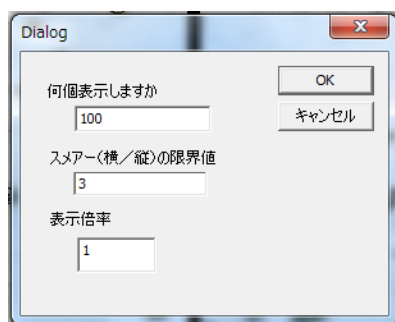 Dialog
OK
キャンセル
何個表示しますか
100
スメアー(横／縦)の限界値
3
表示倍率
1